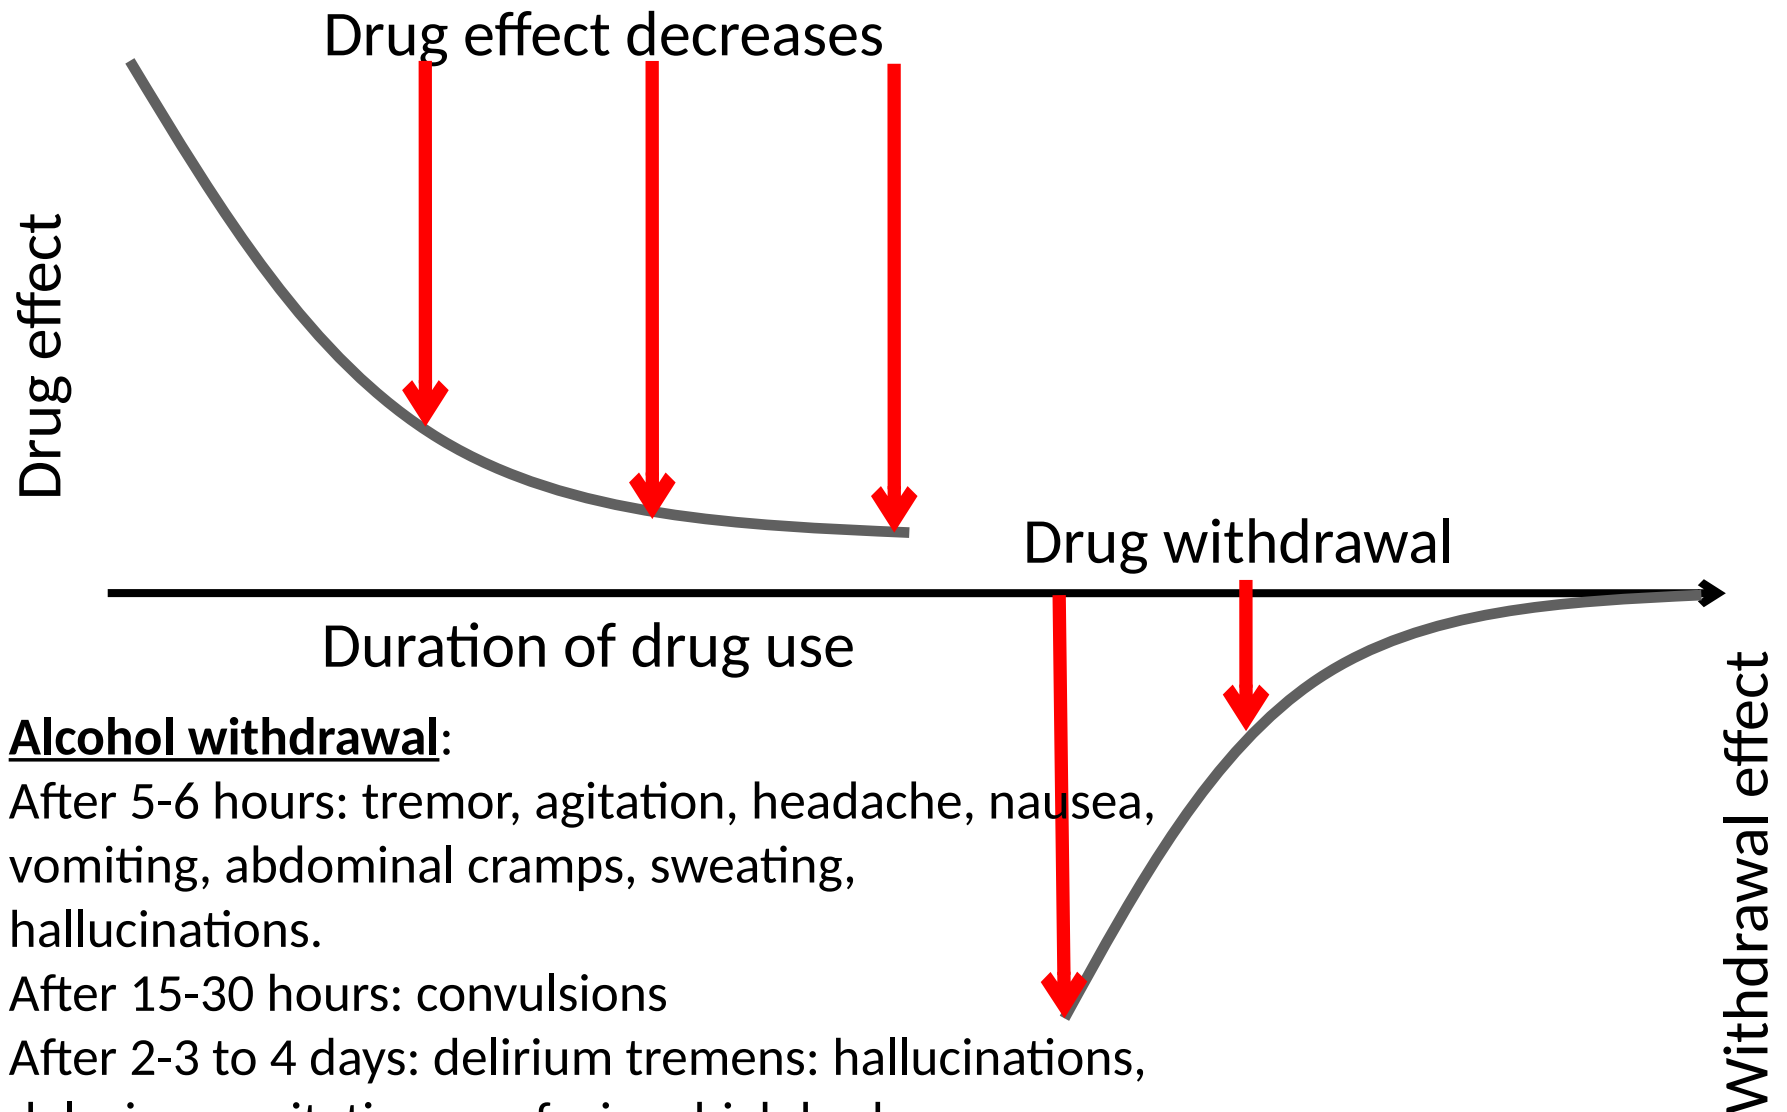 Drug effect decreases
Drug effect
Drug withdrawal
Duration of drug use
Withdrawal effect
Alcohol withdrawal:
After 5-6 hours: tremor, agitation, headache, nausea,
vomiting, abdominal cramps, sweating,
hallucinations.
After 15-30 hours: convulsions
After 2-3 to 4 days: delirium tremens: hallucinations,